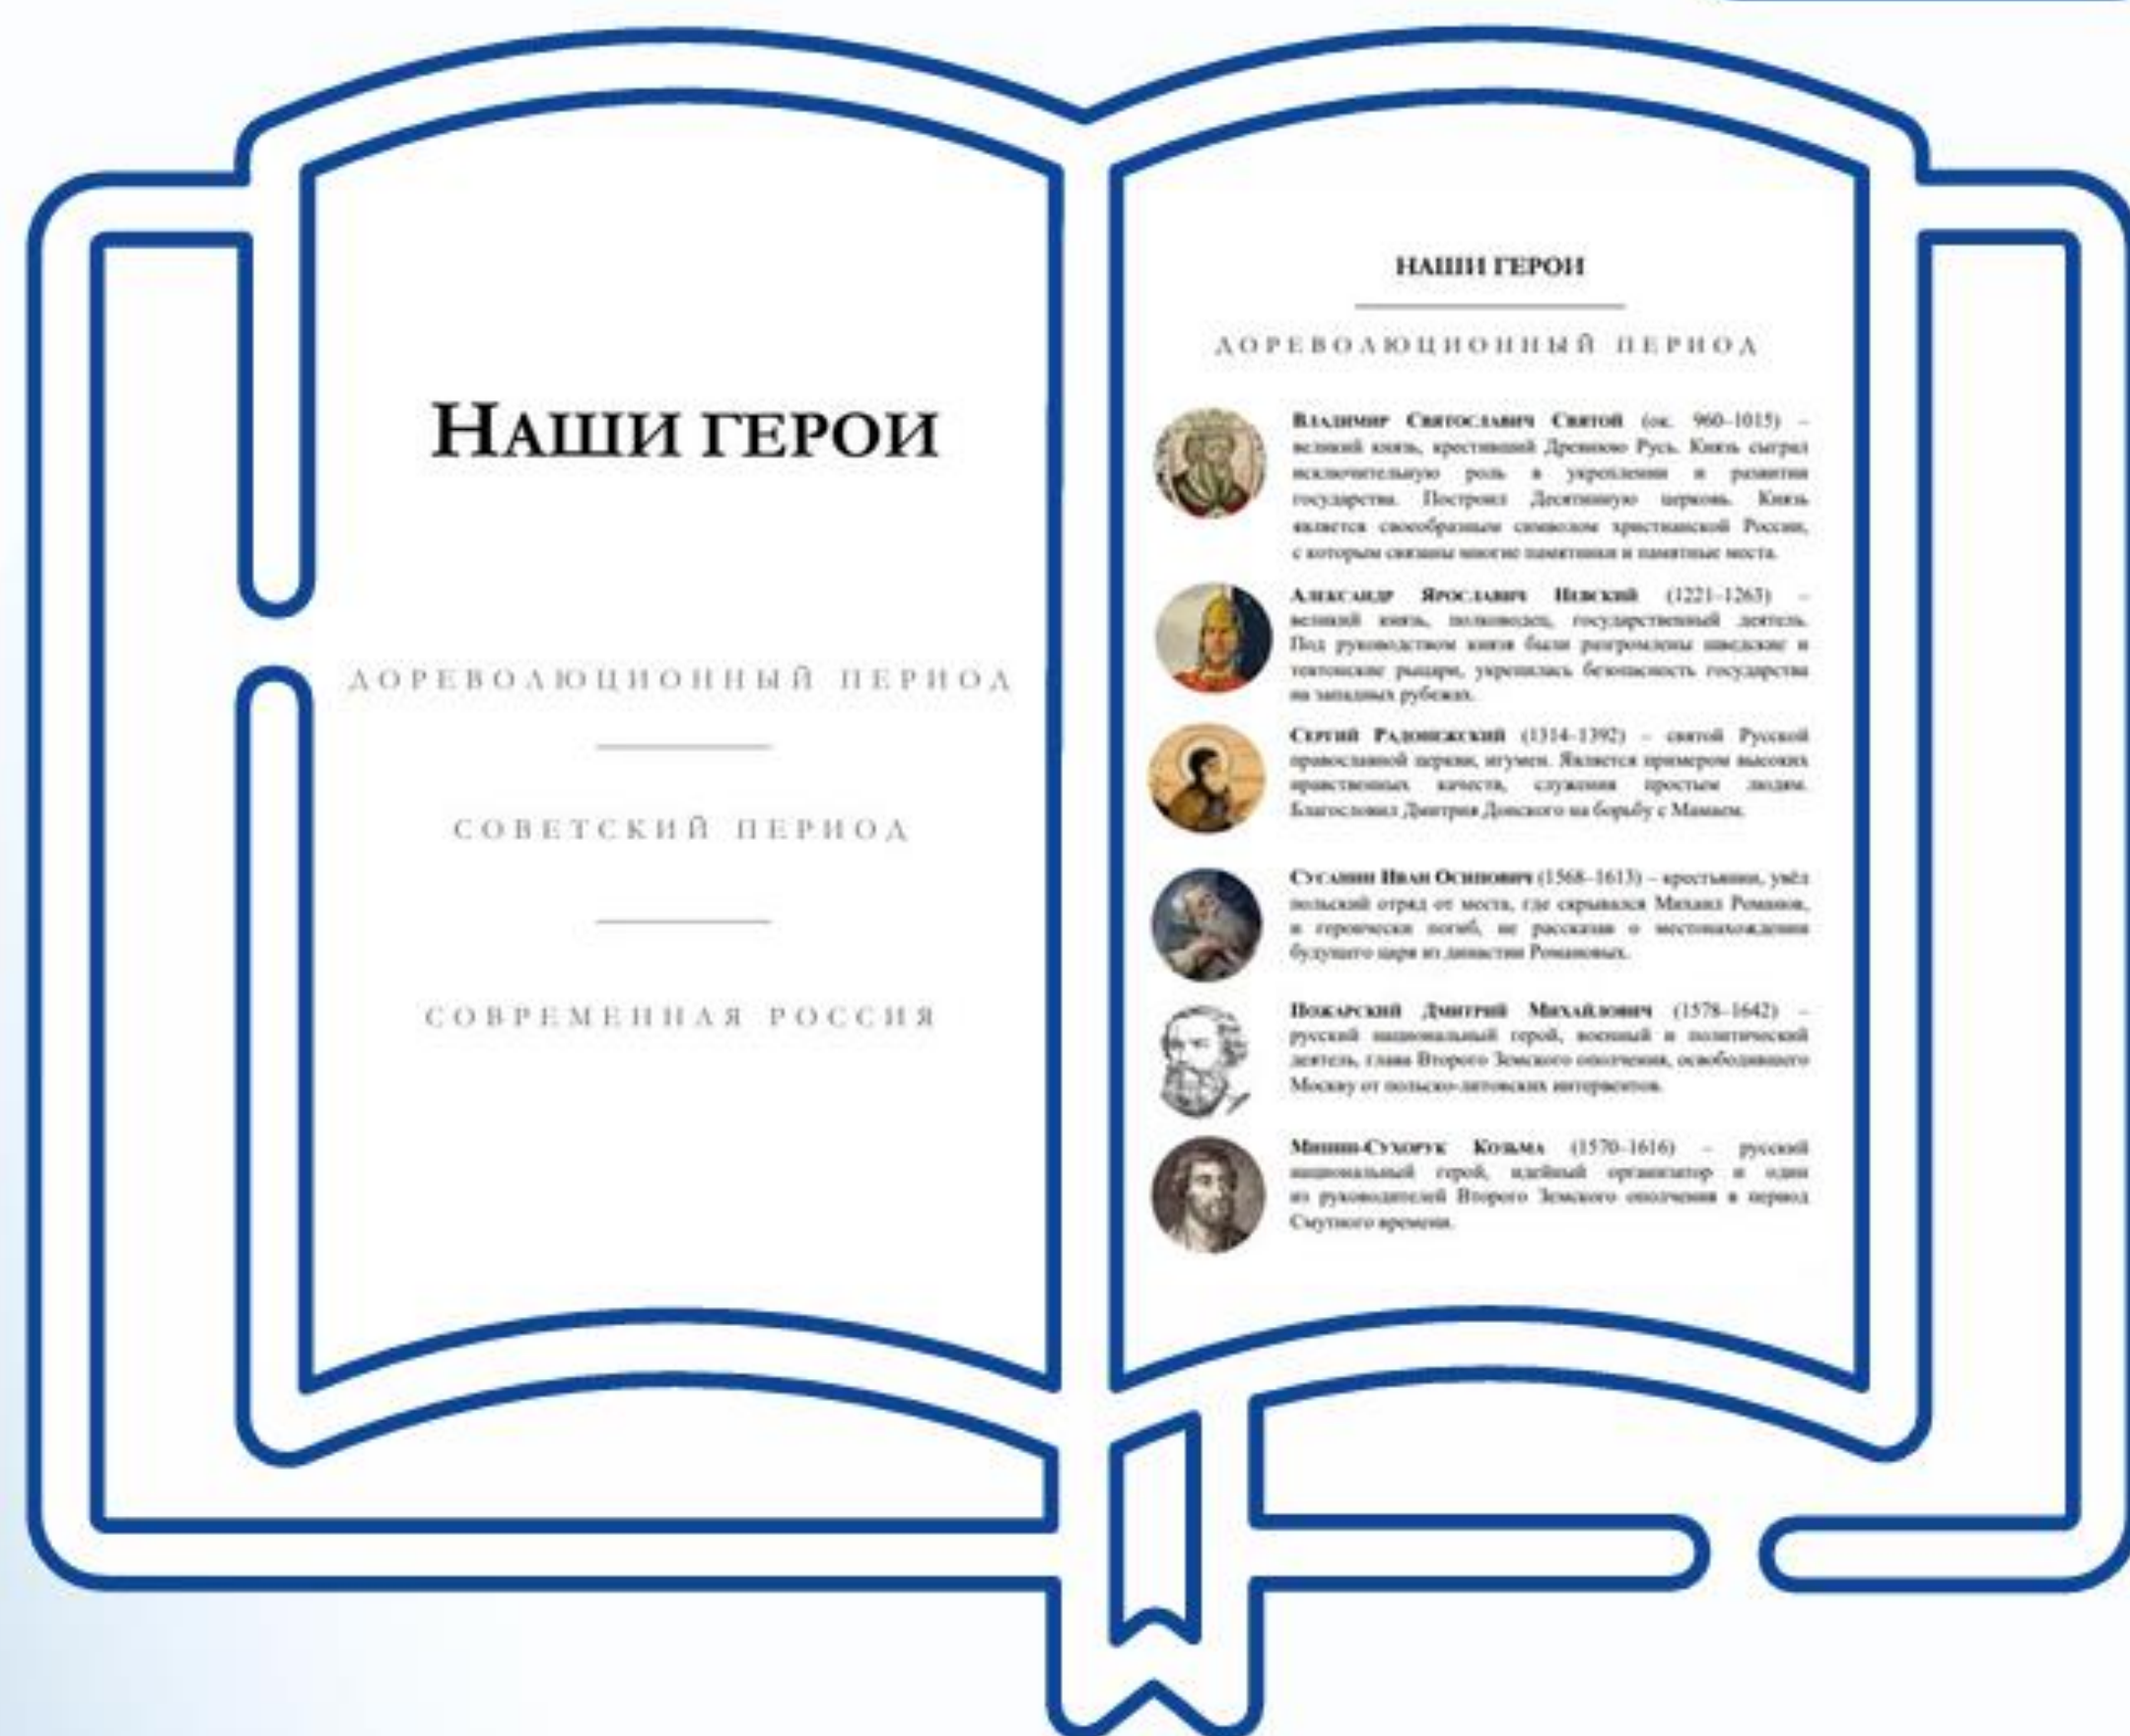 НАШИ ГЕРОИ
ДОРЕВОЛЮЦИОННЫЙ ПЕРИОД
СОВЕТСКИЙ ПЕРИОД
СОВРЕМЕННАЯ РОССИЯ
НАШИ ГЕРОИ
ДОРЕВОЛЮЦИОННЫЙ ПЕРИОД
ВЛАДИМИР СВЯТОСЛАВИЧ СВЯТОЙ (ок. 960–1015) –
великий князь, крестивший Древнюю Русь. Князь сыграл
исключительную роль в укреплении и развитии
государства. Построил Десятинную церковь. Князь
является своеобразным символом христианской России,
с которым связаны многие памятники и памятные места.
АЛЕКСАНДР ЯРОСЛАВИЧ НЕВСКИЙ (1221–1263) –
великий князь, полководец, государственный деятель.
Под руководством князя были разгромлены шведские и
тевтонские рыцари, укрепилась безопасность государства
на западных рубежах.
СЕРГИЙ РАДОНЕЖСКИЙ (1314–1392) – святой Русской
православной церкви, игумен. Является примером высоких
нравственных качеств, служения простым людям.
Благословил Дмитрия Донского на борьбу с Мамаем.
СУСАНИН ИВАН ОСИПОВИЧ (1568–1613) – крестьянин, увёл
польский отряд от места, где скрывался Михаил Романов,
и героически погиб, не рассказав о местонахождении
будущего царя из династии Романовых.
ПОЖАРСКИЙ ДМИТРИЙ МИХАЙЛОВИЧ (1578–1642) –
русский национальный герой, военный и политический
деятель, глава Второго Земского ополчения, освободившего
Москву от польско-литовских интервентов.
МИНИН-СУХОРУК КОЗЬМА (1570–1616) – русский
национальный герой, идейный организатор и один
из руководителей Второго Земского ополчения в период
Смутного времени.